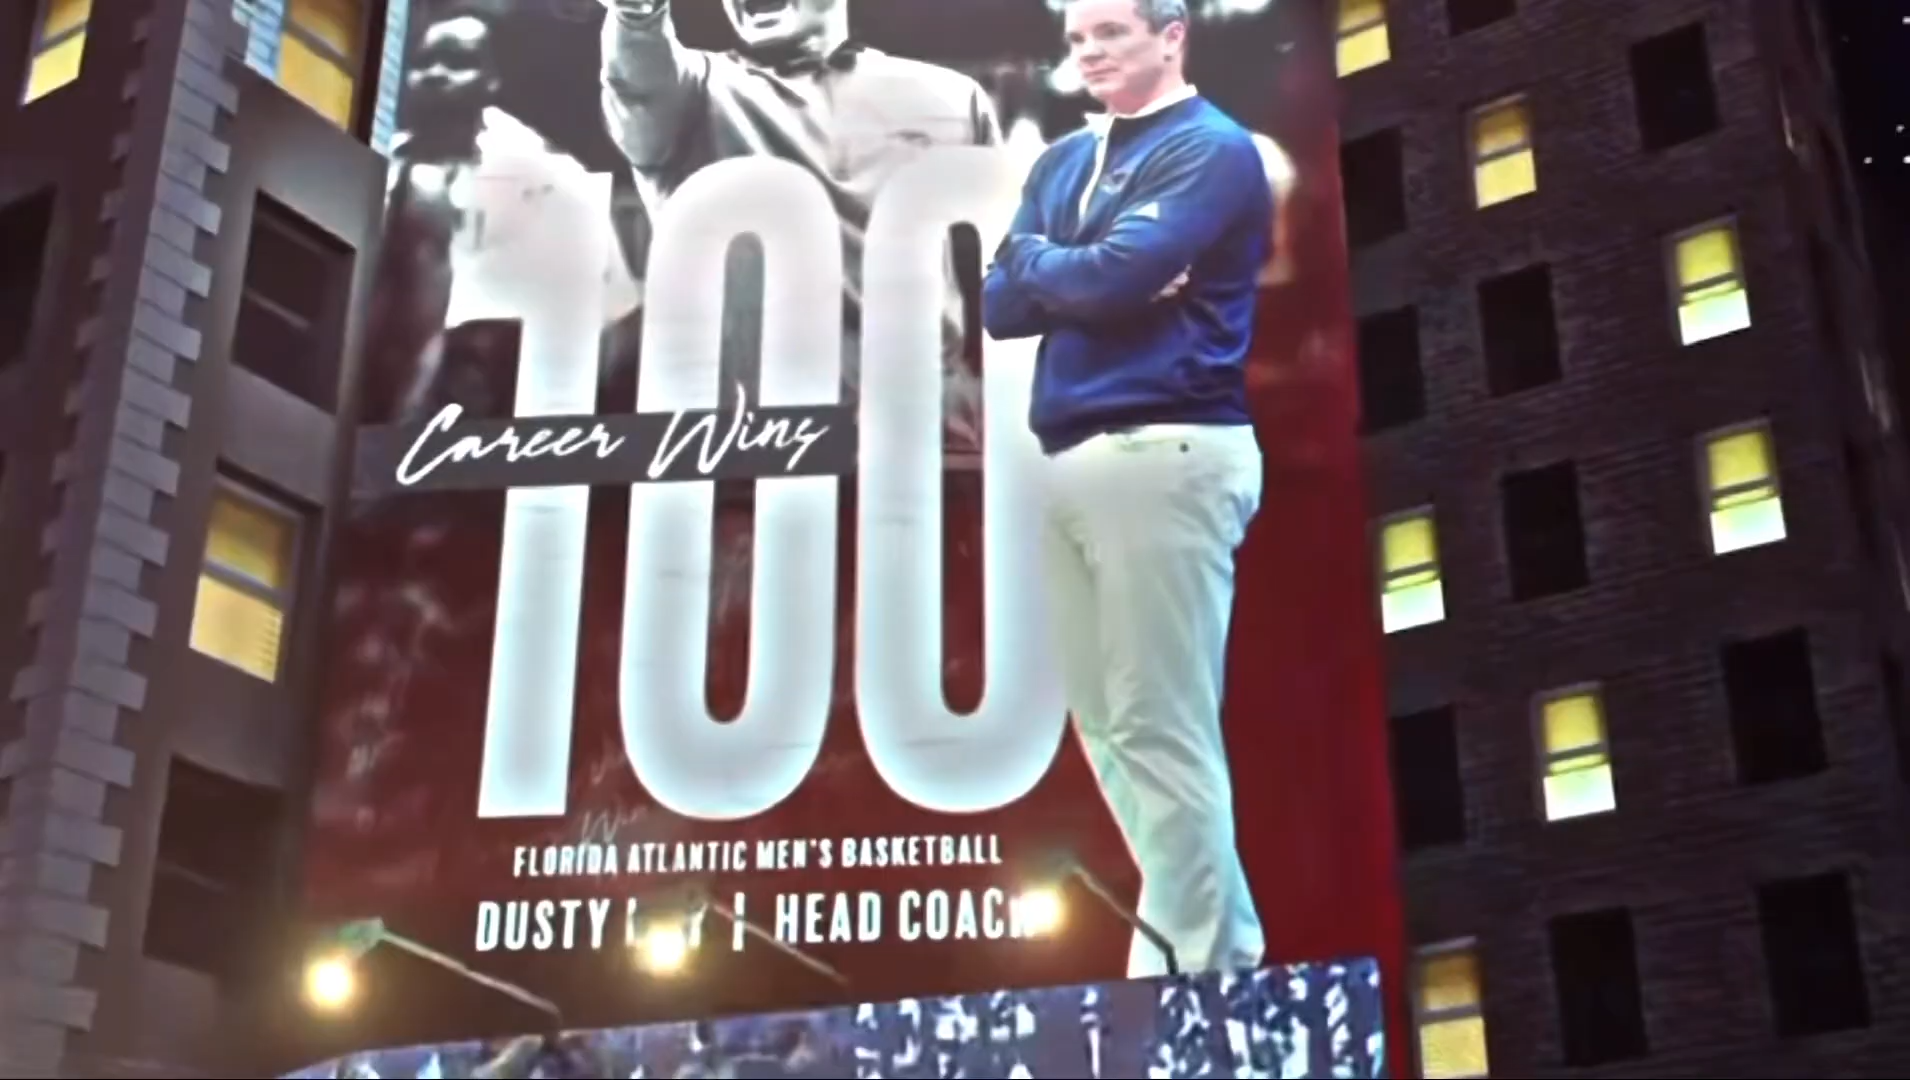 100
Career Wins
FLORIDA ATLANTIC MEN'S BASKETBALL
DUSTY | HEAD COACH